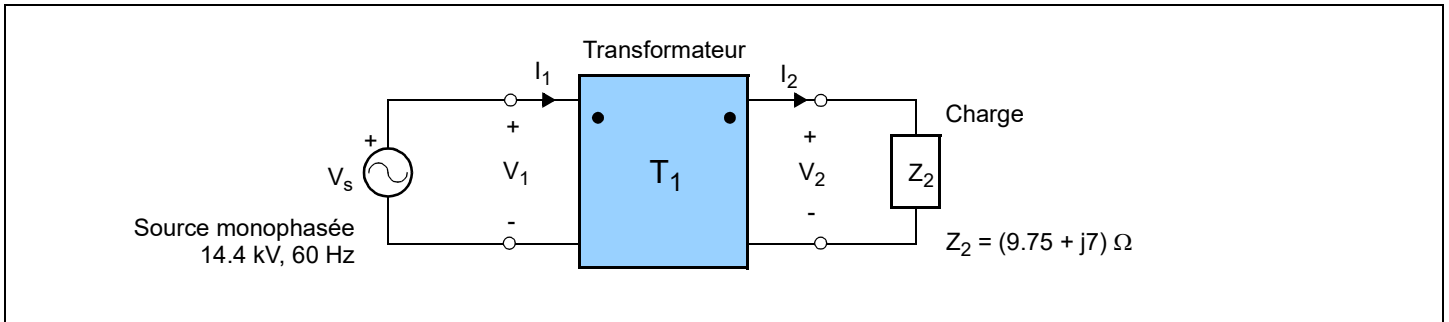 Transformateur
I1
I2
+
+
+
Charge
Vs
V1
T1
V2
Z2
-
-
Source monophasée
14.4 kV, 60 Hz
Z2 = (9.75 + j7) Ω